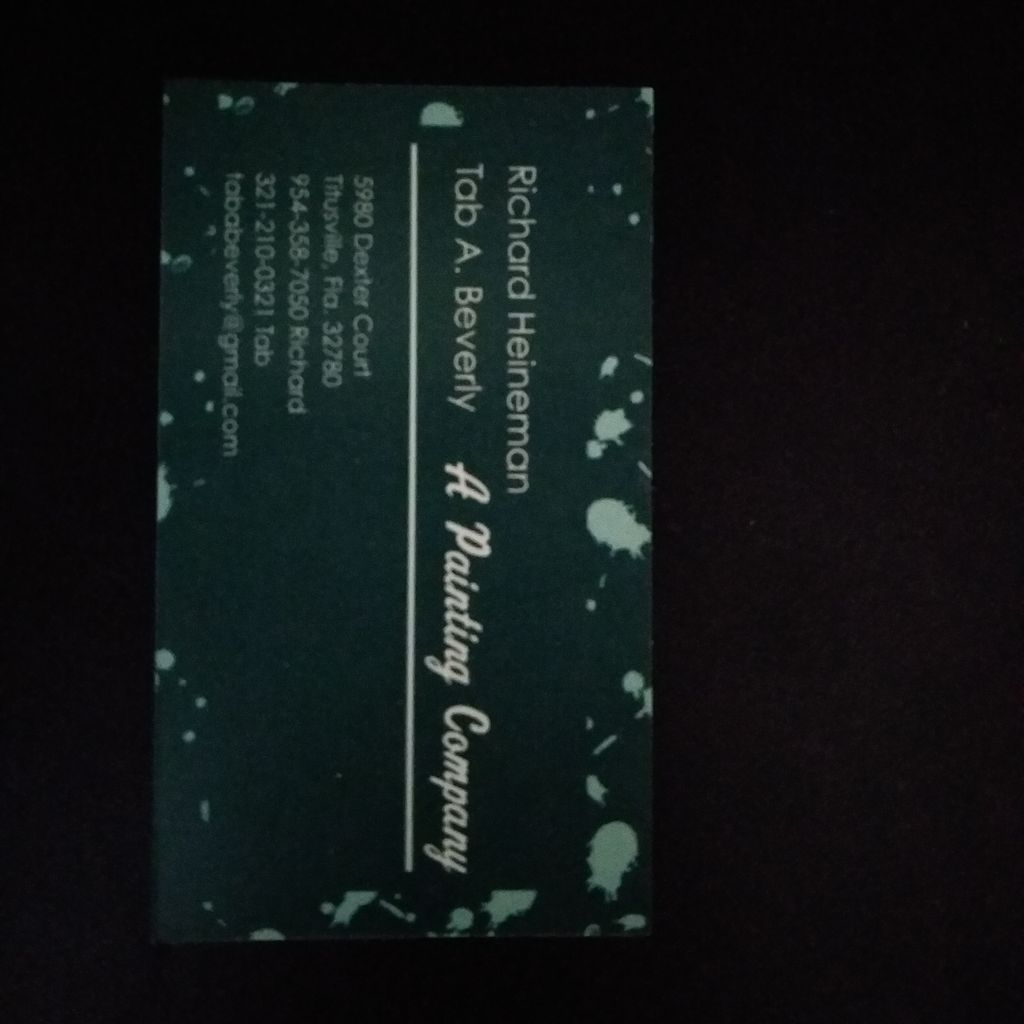 Richard Heineman
Tab A. Beverly
A Painting Company
5980 Dexter Court
Titusville, Fla. 32780
954-358-7050 Richard
321-210-0321 Tab
tababeverly@gmail.com